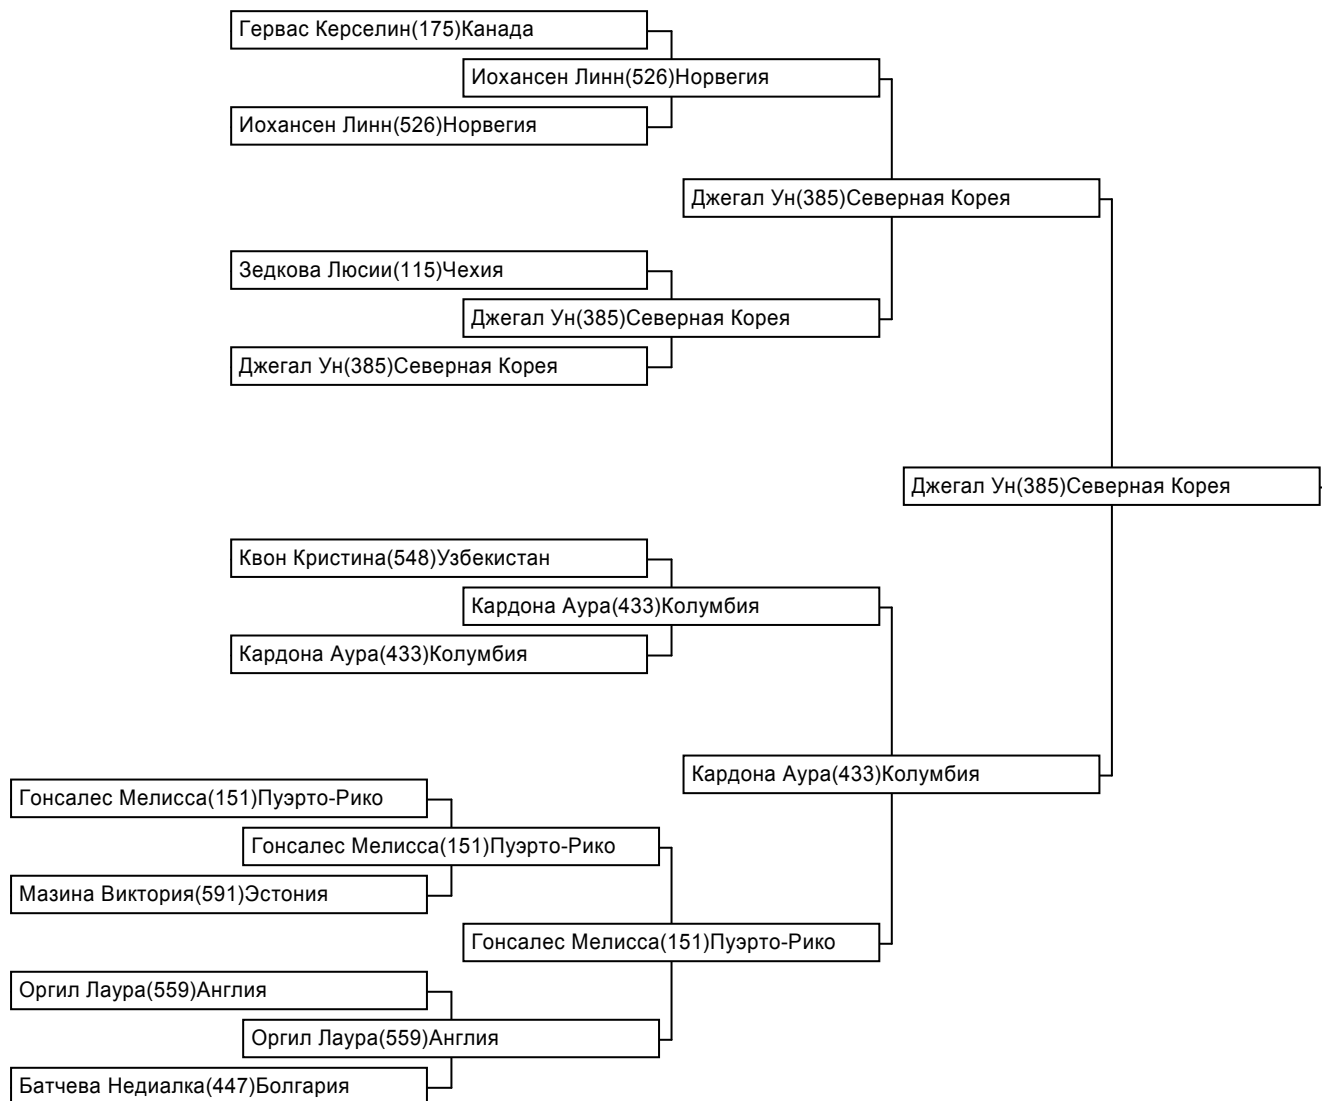 Гервас Керселин(175)Канада
Иохансен Линн(526)Норвегия
Иохансен Линн(526)Норвегия
Джегал Ун(385)Северная Корея
Зедкова Люсии(115)Чехия
Джегал Ун(385)Северная Корея
Джегал Ун(385)Северная Корея
Джегал Ун(385)Северная Корея
Квон Кристина(548)Узбекистан
Кардона Аура(433)Колумбия
Кардона Аура(433)Колумбия
Кардона Аура(433)Колумбия
Гонсалес Мелисса(151)Пуэрто-Рико
Гонсалес Мелисса(151)Пуэрто-Рико
Мазина Виктория(591)Эстония
Гонсалес Мелисса(151)Пуэрто-Рико
Оргил Лаура(559)Англия
Оргил Лаура(559)Англия
Батчева Недиалка(447)Болгария